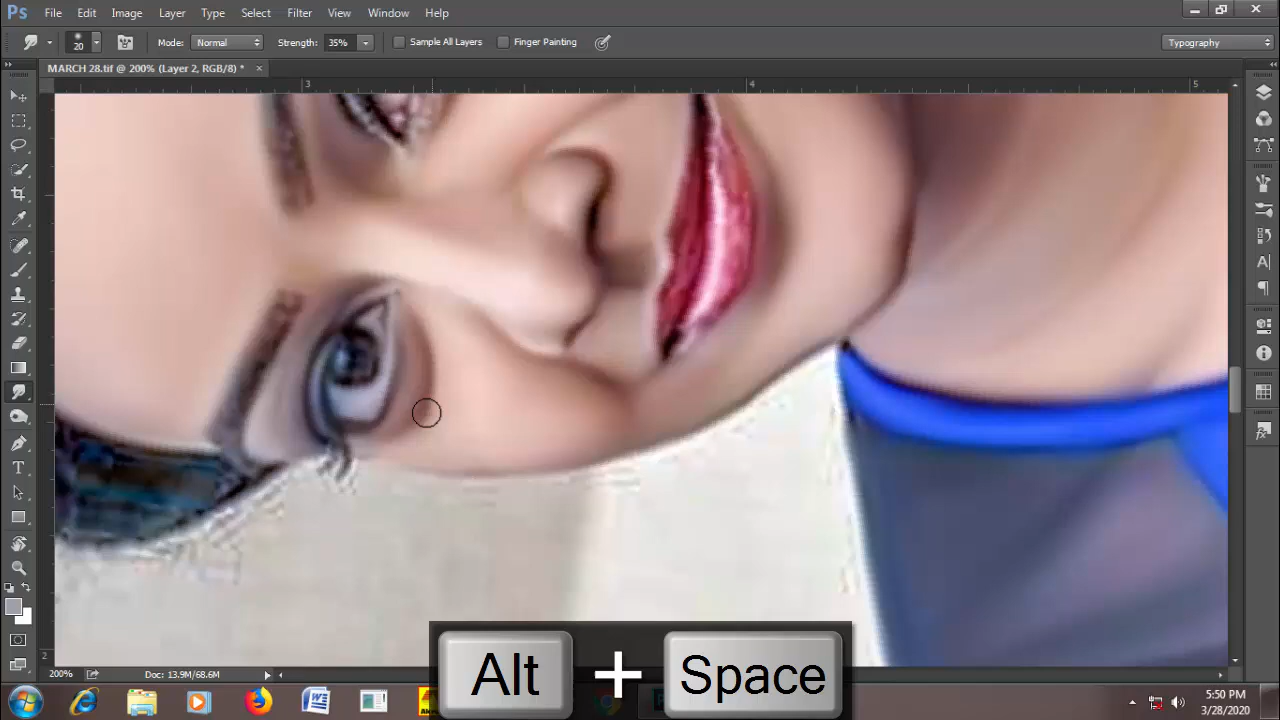 Ps File Edit Image Layer Type Select Filter View Window Help
20 Mode: Normal Strength: 35% Sample All Layers Finger Painting Typography
MARCH 28.tif @ 200% (Layer 2, RGB/8) * ×
3 4 5
2
200% Doc: 13.9M/68.6M
Alt + Space
5:50 PM
3/28/2020